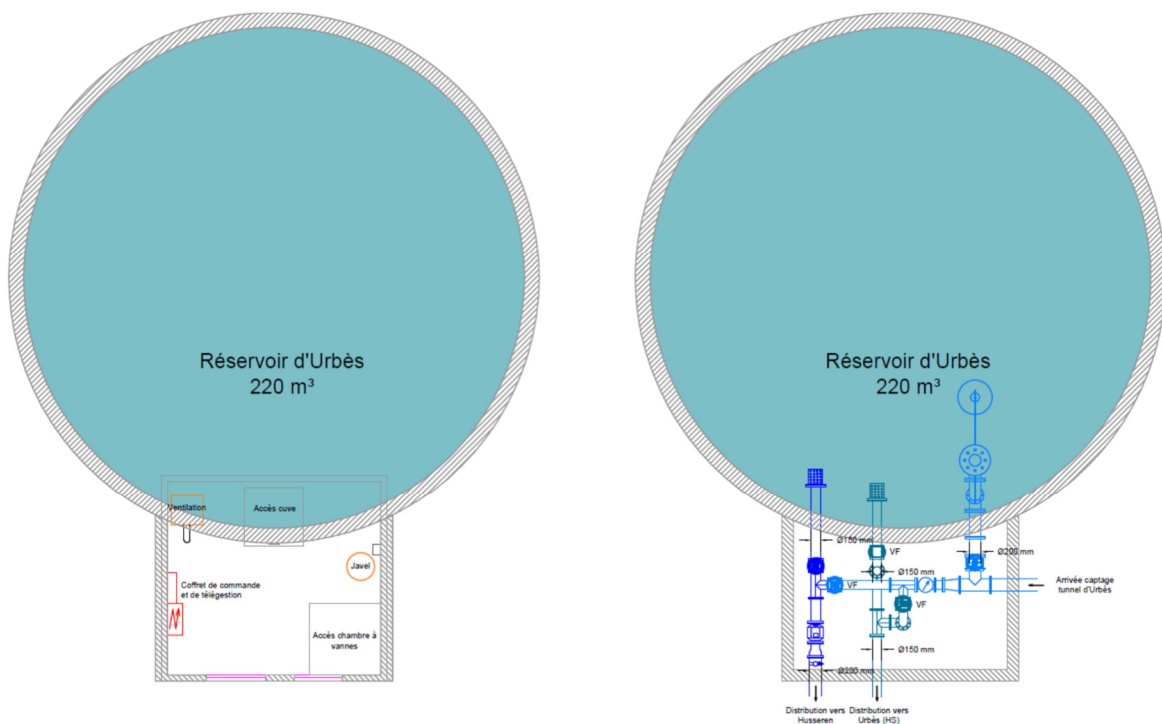 Réservoir d'Urbès
220 m³
Ventilation
Accès cuve
Javel
Coffret de commande
et de télégestion
Accès chambre à
vannes
Réservoir d'Urbès
220 m³
Ø150 mm
VF
Ø200 mm
Ø150 mm
VF
VF
Arrivée captage
tunnel d'Urbès
Ø150 mm
Ø200 mm
Distribution vers
Husseren
Distribution vers
Urbès (HS)